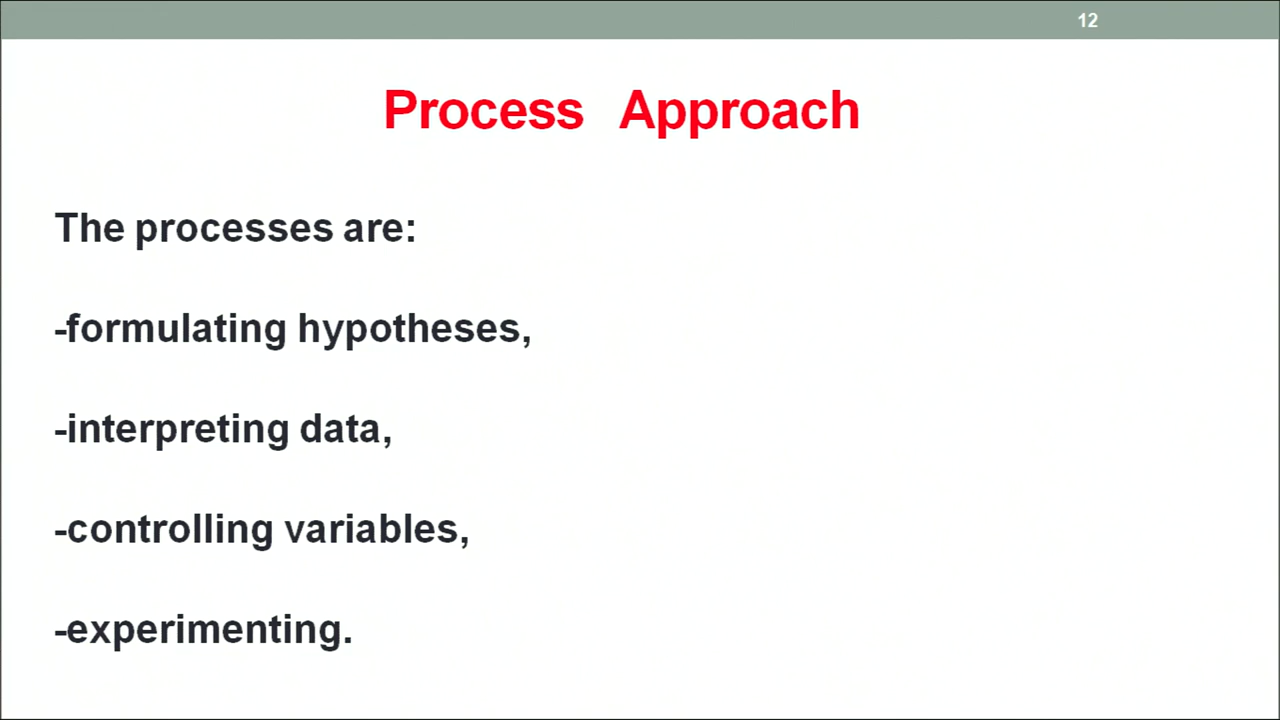 12
Process Approach
The processes are:
-formulating hypotheses,
-interpreting data,
-controlling variables,
-experimenting.